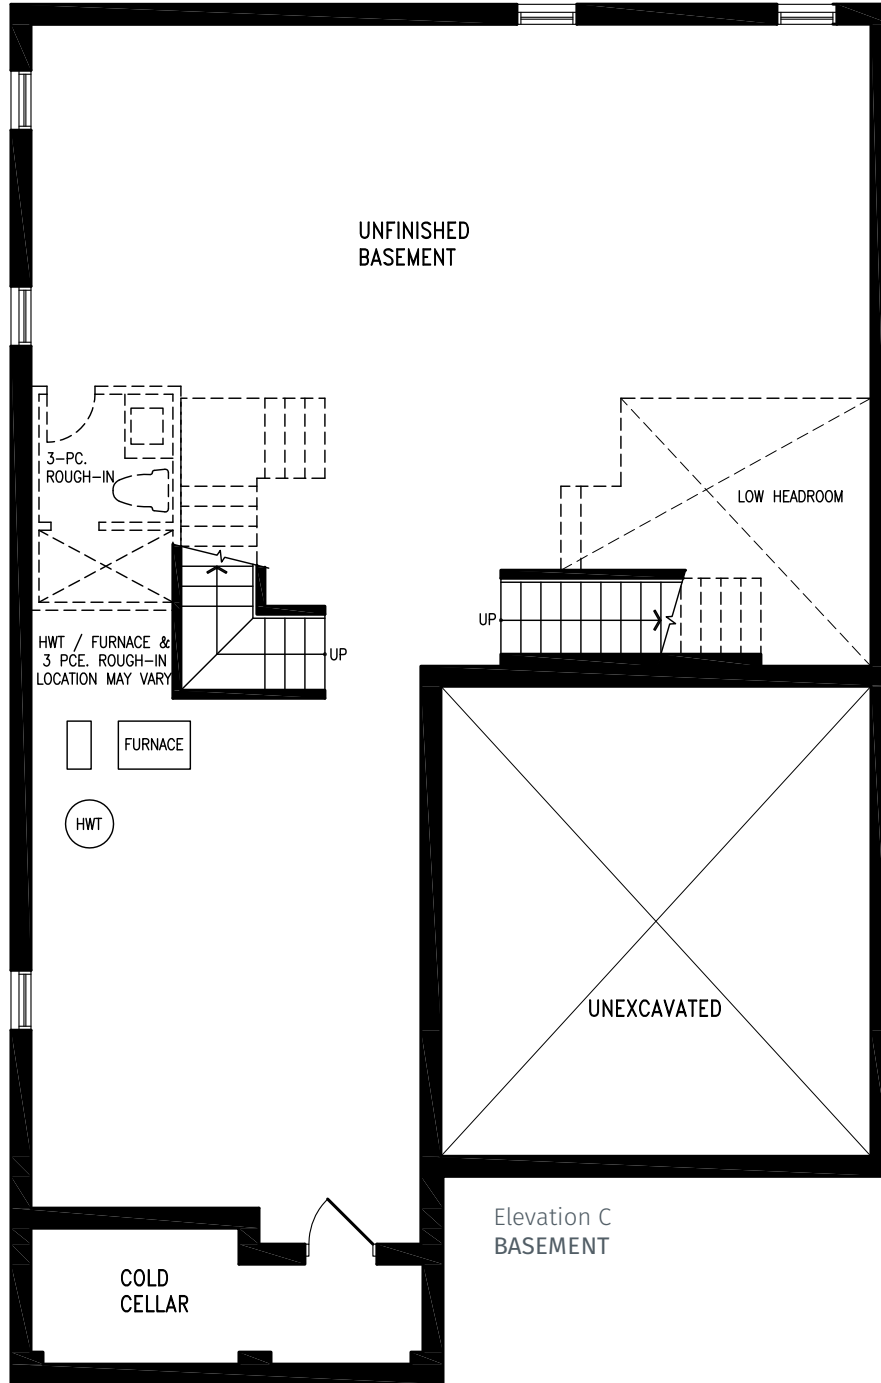 UNFINISHED
BASEMENT
3-PC.
ROUGH-IN
LOW HEADROOM
UP
HWT / FURNACE &
3 PCE. ROUGH-IN
LOCATION MAY VARY
UP
FURNACE
HWT
UNEXCAVATED
Elevation C
BASEMENT
COLD
CELLAR